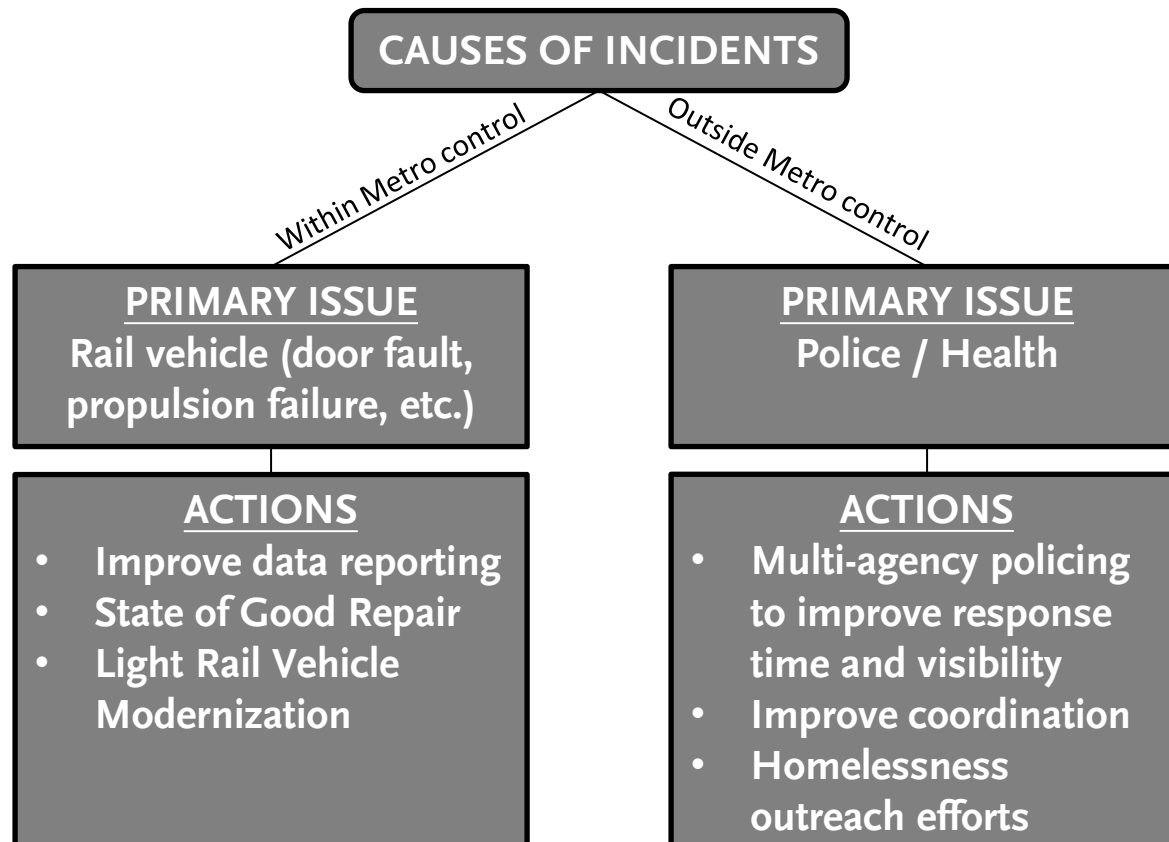 CAUSES OF INCIDENTS
Within Metro control
Outside Metro control
PRIMARY ISSUE
Rail vehicle (door fault,
propulsion failure, etc.)
PRIMARY ISSUE
Police / Health
ACTIONS
• Improve data reporting
• State of Good Repair
• Light Rail Vehicle
Modernization
ACTIONS
• Multi-agency policing
to improve response
time and visibility
• Improve coordination
• Homelessness
outreach efforts